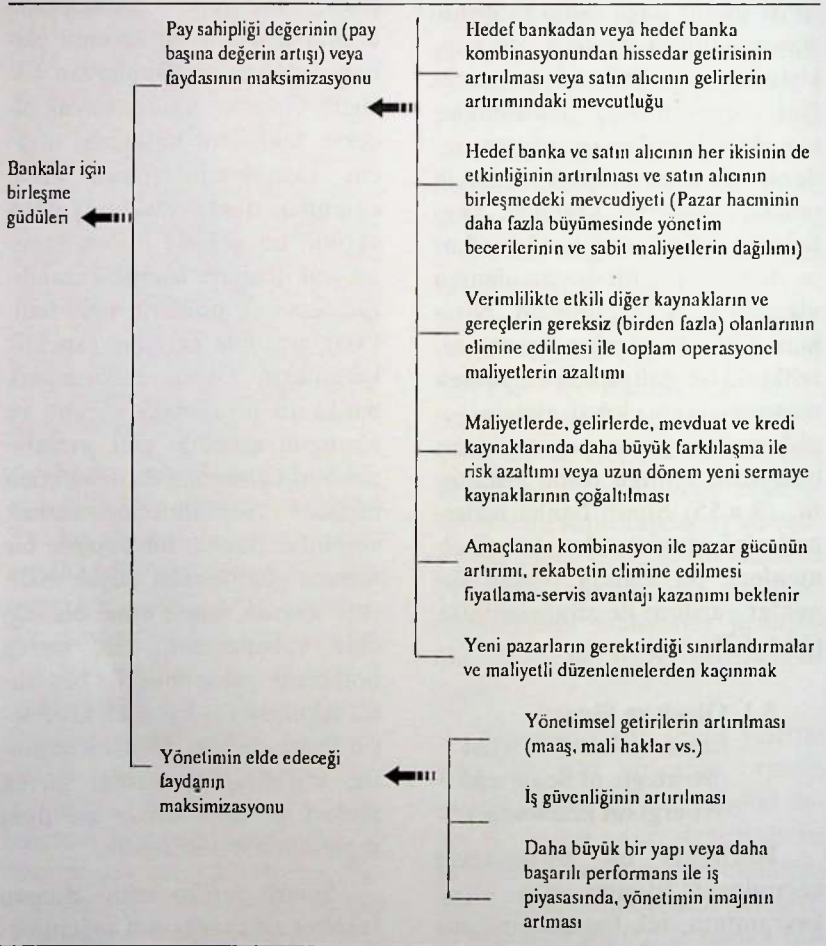 Pay sahipliği değerinin (pay
başına değerin artışı) veya
faydasının maksimizasyonu
Hedef bankadan veya hedef banka
kombinasyonundan hissedar getirisinin
artırılması veya satın alıcının gelirlerin
artırımındaki mevcutluğu
Hedef banka ve satın alıcının her ikisinin de
etkinliğinin artırılması ve satın alıcının
birleşmedeki mevcudiyeti (Pazar hacminin
daha fazla büyümesinde yönetim
becerilerinin ve sabit maliyetlerin dağılımı)
Verimlilikte etkili diğer kaynakların ve
gereçlerin gereksiz (birden fazla) olanlarının
elimine edilmesi ile toplam operasyonel
maliyetlerin azaltımı
Maliyetlerde, gelirlerde, mevduat ve kredi
kaynaklarında daha büyük farklılaşma ile
risk azaltımı veya uzun dönem yeni sermaye
kaynaklarının çoğaltılması
Amaçlanan kombinasyon ile pazar gücünün
artırımı, rekabetin elimine edilmesi
fiyatlama-servis avantajı kazanımı beklenir
Yeni pazarların gerektirdiği sınırlandırmalar
ve maliyetli düzenlemelerden kaçınmak
Bankalar için
birleşme
güdüleri
Yönetimin elde edeceği
faydanın
maksimizasyonu
Yönetimsel getirilerin artırılması
(maaş, mali haklar vs.)
İş güvenliğinin artırılması
Daha büyük bir yapı veya daha
başarılı performans ile iş
piyasasında, yönetimin imajının
artması